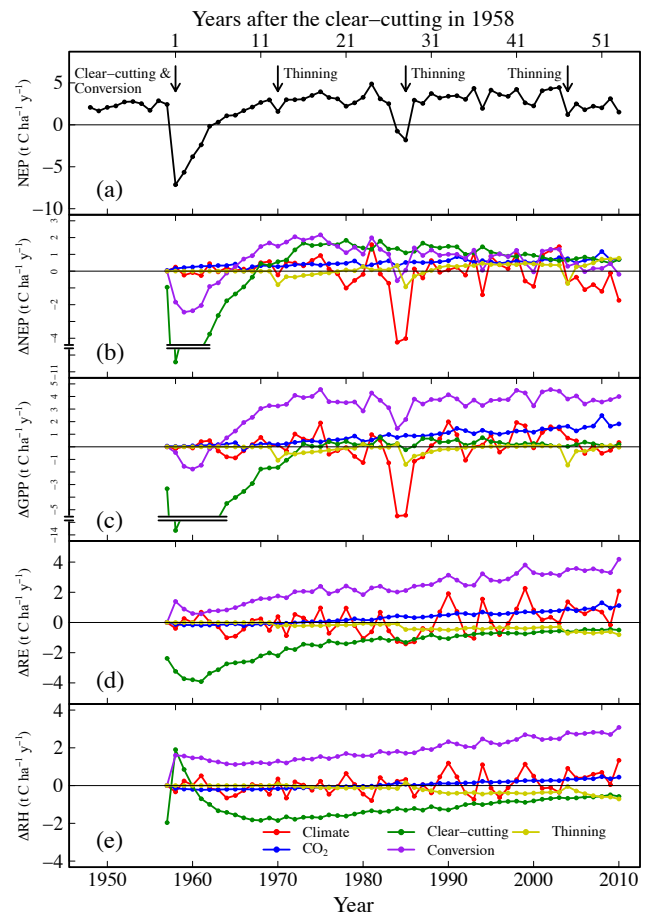 Years after the clear−cutting in 1958
1 11 21 31 41 51
Clear−cutting & Conversion
Thinning
Thinning
Thinning
NEP (t C ha⁻¹ y⁻¹)
5
0
−5
−10
(a)
ΔNEP (t C ha⁻¹ y⁻¹)
3
2
1
0
−2
−4
−11
(b)
ΔGPP (t C ha⁻¹ y⁻¹)
5
4
3
2
1
0
−1
−3
−5
−14
(c)
ΔRE (t C ha⁻¹ y⁻¹)
4
2
0
−2
−4
(d)
ΔRH (t C ha⁻¹ y⁻¹)
4
2
0
−2
−4
(e)
Climate Clear−cutting Thinning
CO₂ Conversion
1950 1960 1970 1980 1990 2000 2010
Year